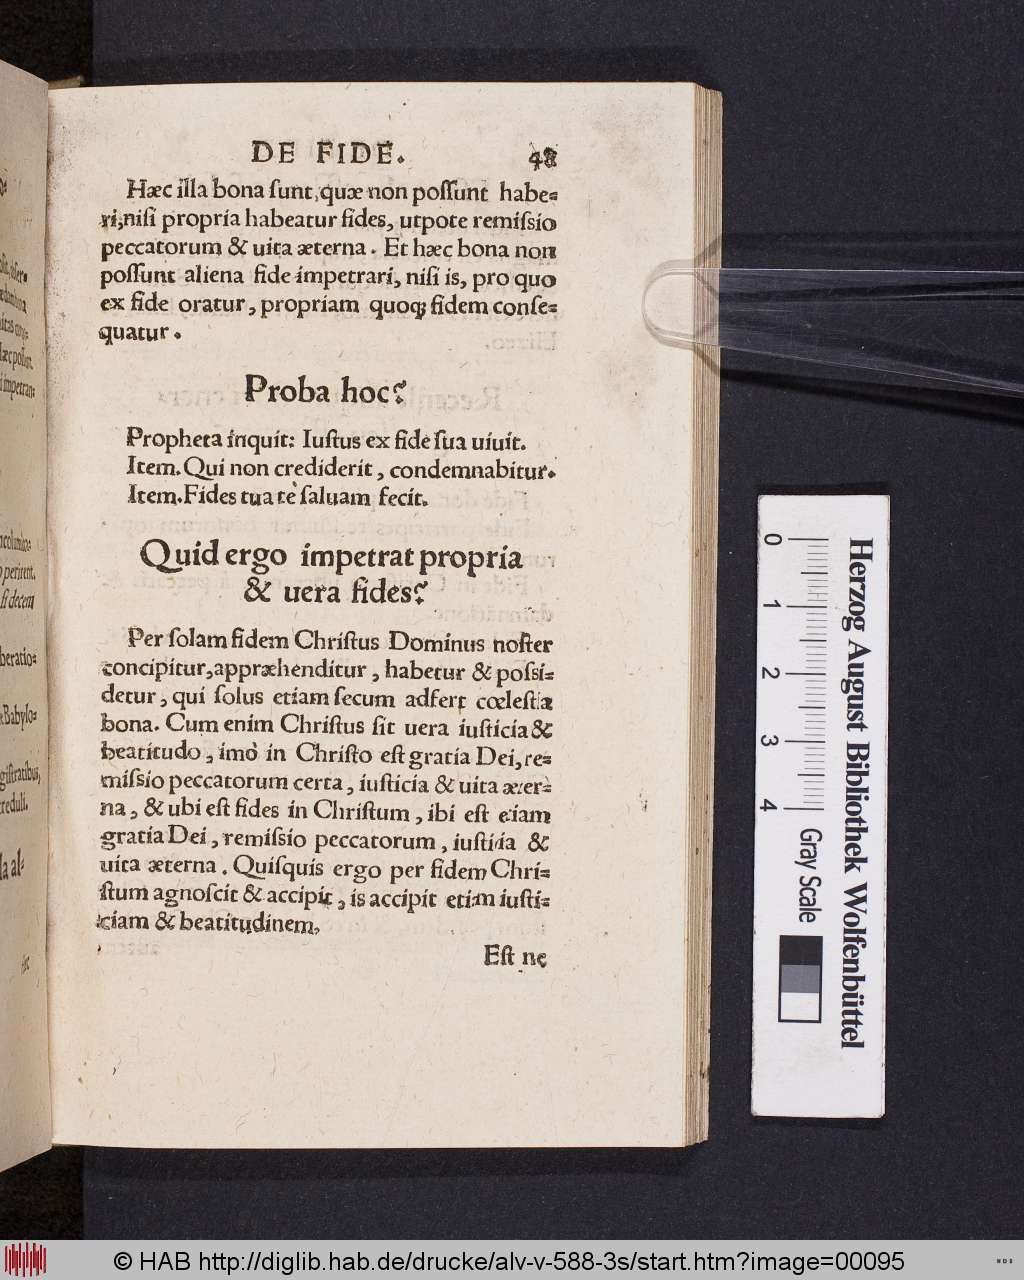 DE FIDE. 48
Hæc illa bona ſunt, quæ non poſſunt habe⸗
ri, niſi propria habeatur fides, utpote remiſsio
peccatorum & uita æterna. Et hæc bona non
poſſunt aliena fide impetrari, niſi is, pro quo
ex fide oratur, propriam quoqꝫ fidem conſe⸗
quatur.
Proba hoc?
Propheta inquit: Iuſtus ex fide ſua uiuit.
Item. Qui non crediderit, condemnabitur.
Item. Fides tua te ſaluam fecit.
Quid ergo impetrat propria
& uera fides?
Per ſolam fidem Chriſtus Dominus noſter
concipitur, appræhenditur, habetur & poſsi⸗
detur, qui ſolus etiam ſecum adfert cœleſtia
bona. Cum enim Chriſtus ſit uera iuſticia &
beatitudo, imò in Chriſto eſt gratia Dei, re⸗
miſsio peccatorum certa, iuſticia & uita æter⸗
na, & ubi eſt fides in Chriſtum, ibi eſt etiam
gratia Dei, remiſsio peccatorum, iuſticia &
uita æterna. Quiſquis ergo per fidem Chri⸗
ſtum agnoſcit & accipit, is accipit etiam iuſti⸗
ciam & beatitudinem,
Eſt ne
0 1 2 3 4
Gray Scale
Herzog August Bibliothek Wolfenbüttel
© HAB http://diglib.hab.de/drucke/alv-v-588-3s/start.htm?image=00095